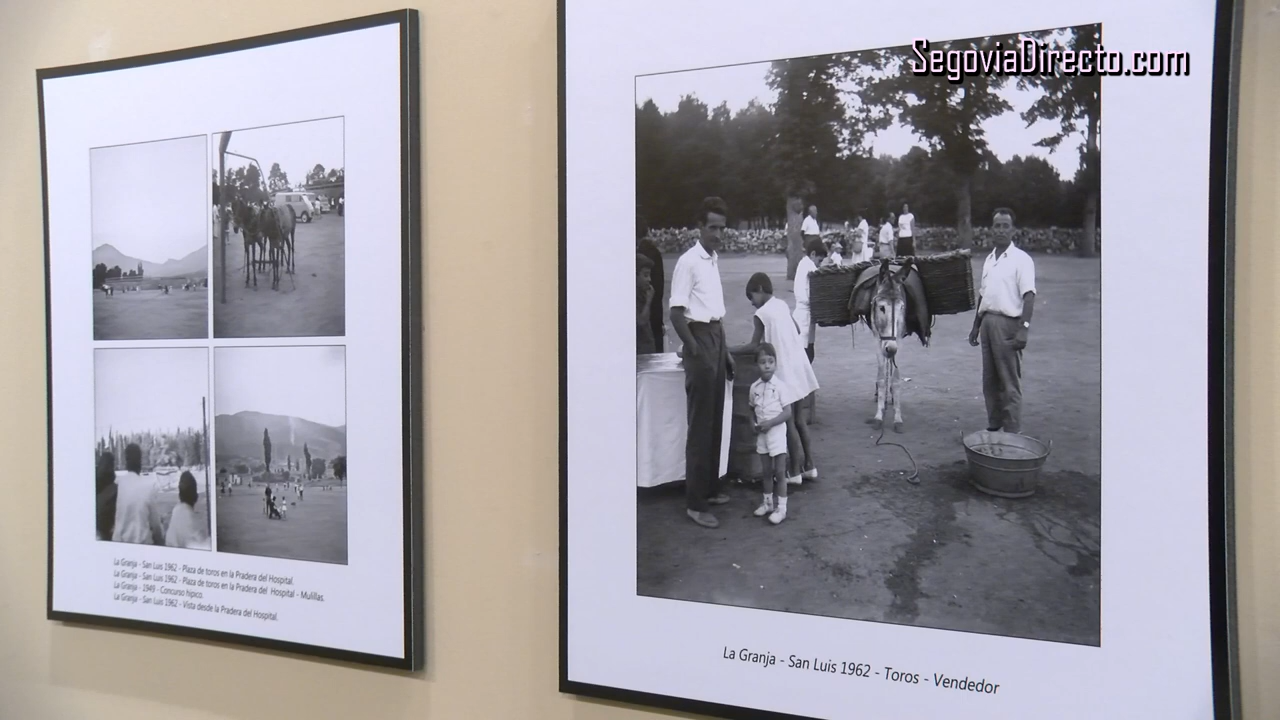 SegoviaDirecto.com
La Granja - San Luis 1962 - Plaza de toros en la Pradera del Hospital.
La Granja - San Luis 1962 - Plaza de toros en la Pradera del Hospital - Mulillas.
La Granja - 1949 - Concurso hípico.
La Granja - San Luis 1962 - Vista desde la Pradera del Hospital.
La Granja - San Luis 1962 - Toros - Vendedor